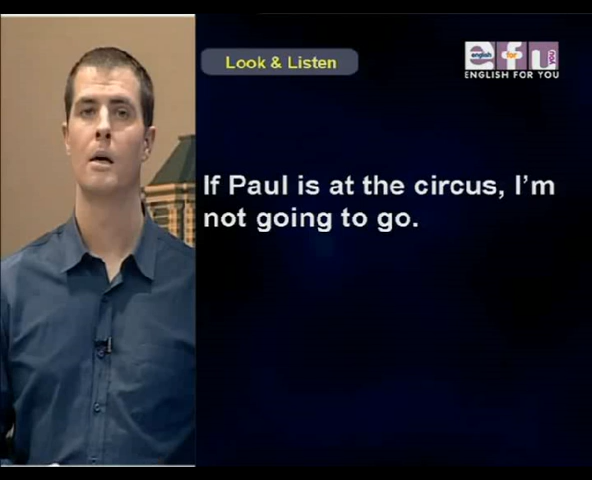 Look & Listen
english for you
ENGLISH FOR YOU
If Paul is at the circus, I'm
not going to go.